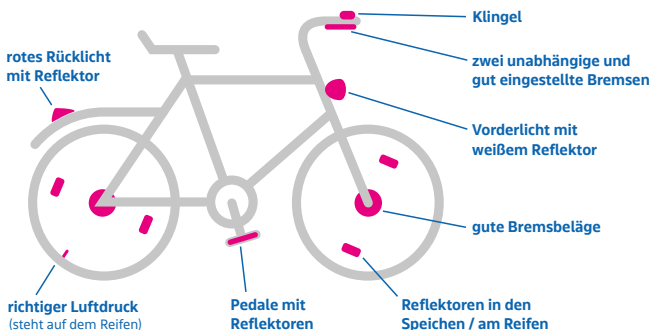 Klingel
zwei unabhängige und
gut eingestellte Bremsen
rotes Rücklicht
mit Reflektor
Vorderlicht mit
weißem Reflektor
gute Bremsbeläge
richtiger Luftdruck
(steht auf dem Reifen)
Pedale mit
Reflektoren
Reflektoren in den
Speichen / am Reifen